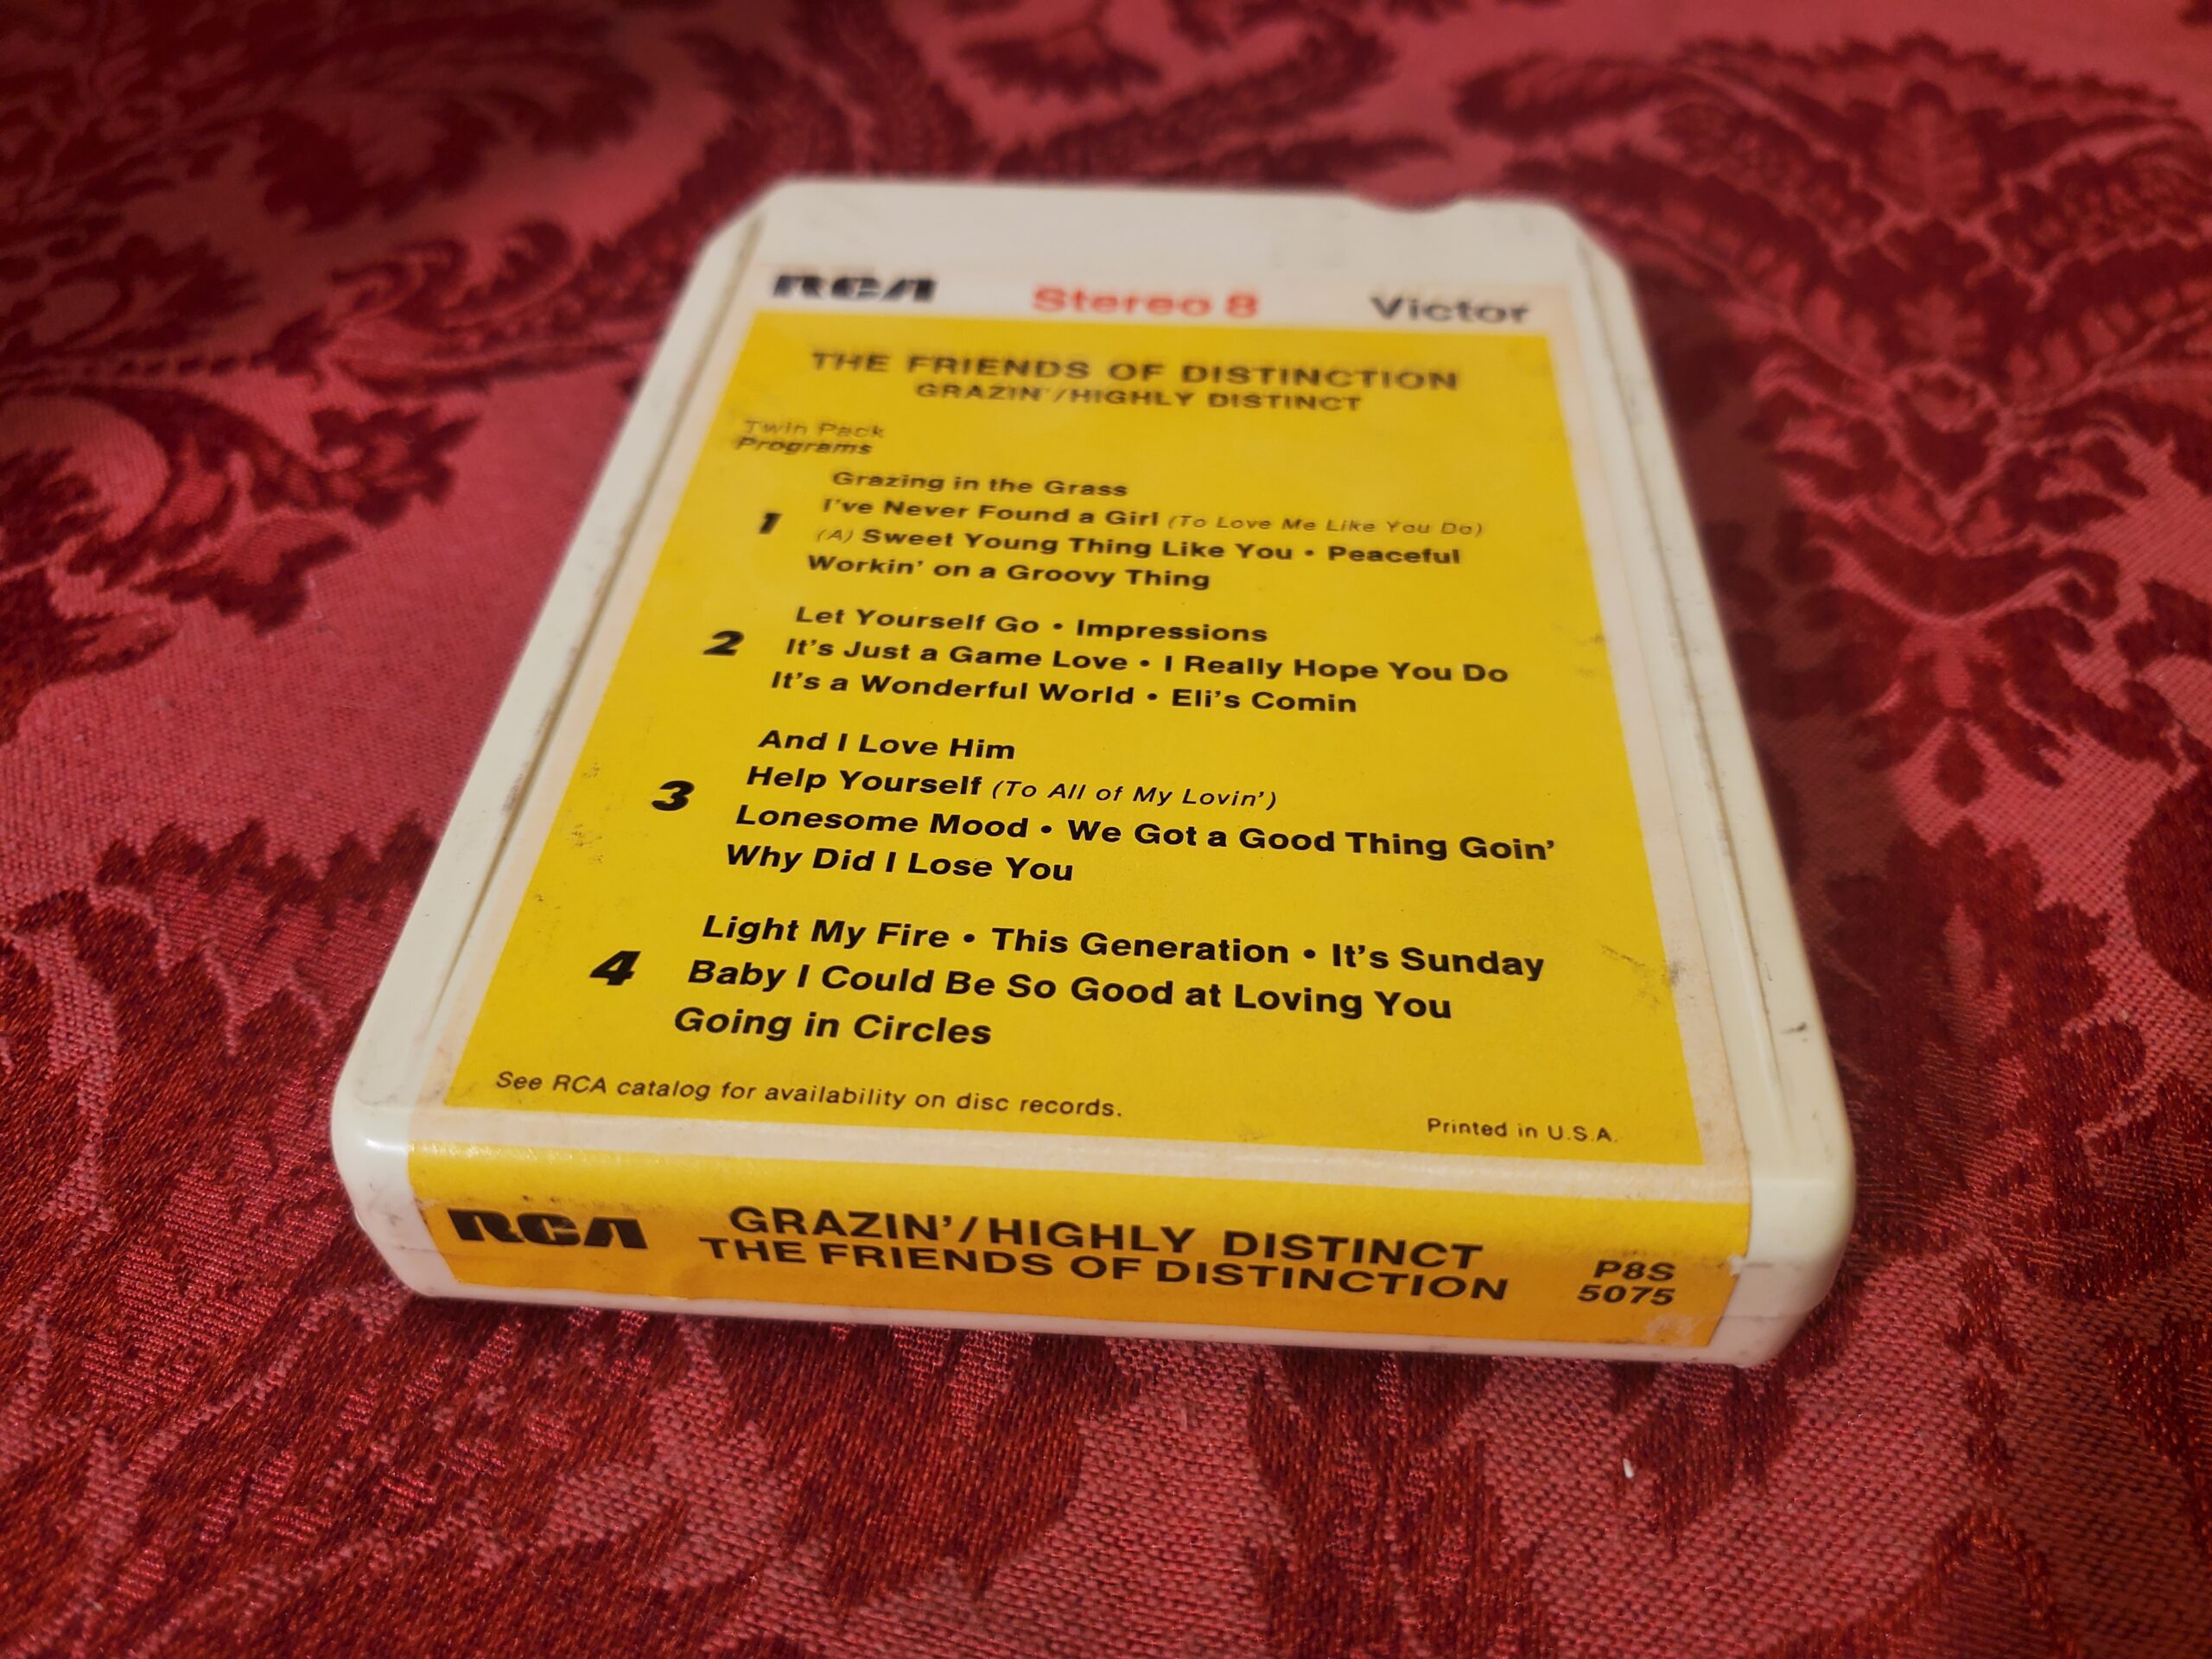 RCA Stereo 8 Victor
THE FRIENDS OF DISTINCTION
GRAZIN'/HIGHLY DISTINCT
Twin Pack
Programs
Grazing in the Grass
I've Never Found a Girl (To Love Me Like You Do)
1 (A) Sweet Young Thing Like You • Peaceful
Workin' on a Groovy Thing
Let Yourself Go • Impressions
2 It's Just a Game Love • I Really Hope You Do
It's a Wonderful World • Eli's Comin
And I Love Him
Help Yourself (To All of My Lovin')
3 Lonesome Mood • We Got a Good Thing Goin'
Why Did I Lose You
Light My Fire • This Generation • It's Sunday
4 Baby I Could Be So Good at Loving You
Going in Circles
See RCA catalog for availability on disc records.
Printed in U.S.A.
RCA GRAZIN'/HIGHLY DISTINCT
THE FRIENDS OF DISTINCTION
P8S
5075